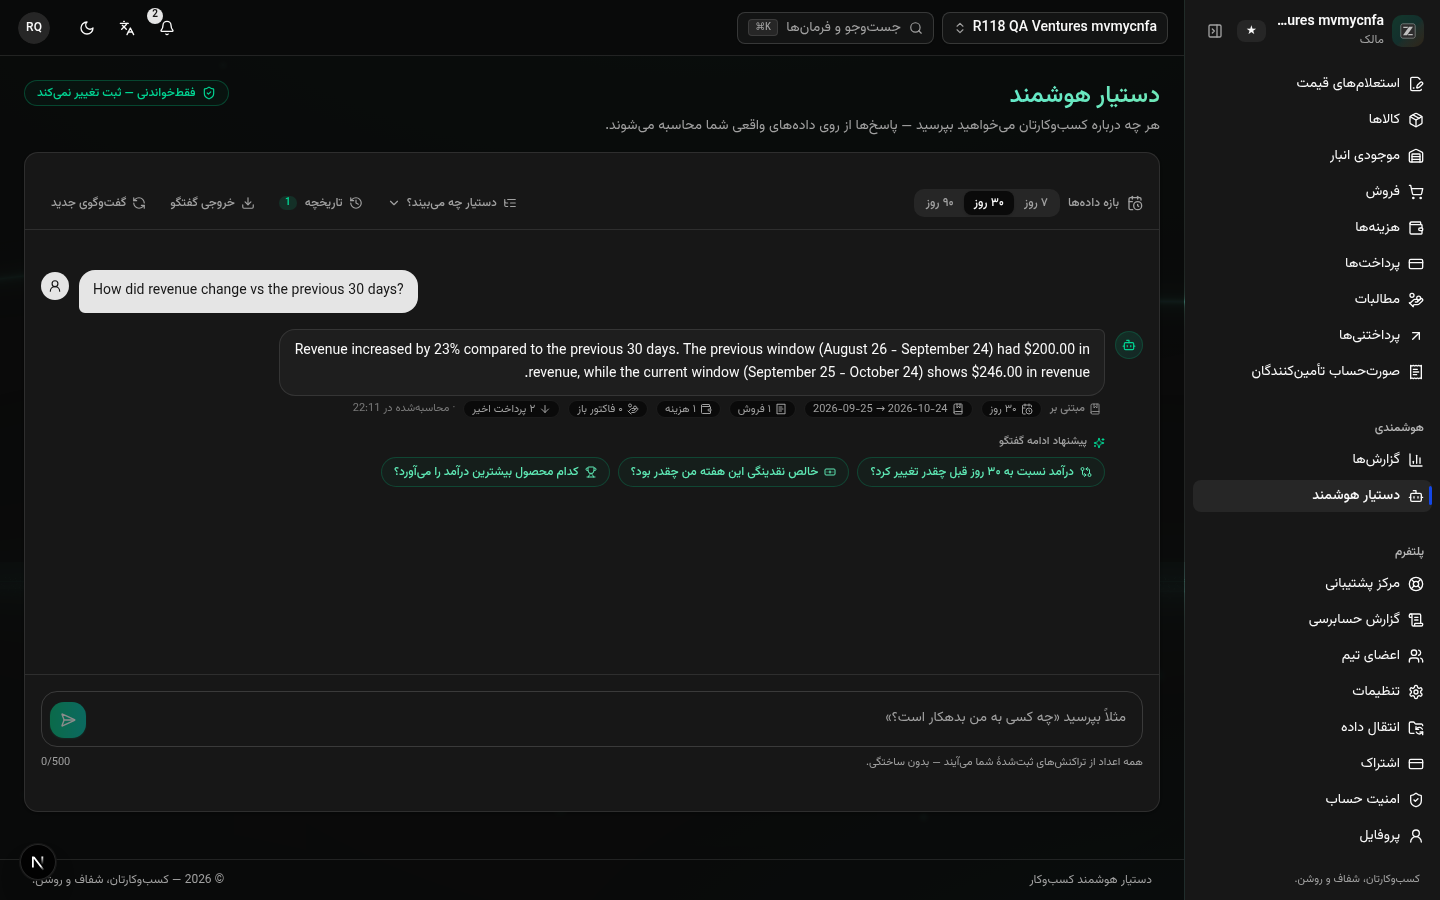 …ures mvmycnfa
مالک
R118 QA Ventures mvmycnfa
جست‌وجو و فرمان‌ها
⌘K
2
RQ
استعلام‌های قیمت
کالاها
موجودی انبار
فروش
هزینه‌ها
پرداخت‌ها
مطالبات
پرداختنی‌ها
صورت‌حساب تأمین‌کنندگان
هوشمندی
گزارش‌ها
دستیار هوشمند
پلتفرم
مرکز پشتیبانی
گزارش حسابرسی
اعضای تیم
تنظیمات
انتقال داده
اشتراک
امنیت حساب
پروفایل
کسب‌وکارتان، شفاف و روشن.
دستیار هوشمند
فقط‌خواندنی — ثبت تغییر نمی‌کند
هر چه درباره کسب‌وکارتان می‌خواهید بپرسید — پاسخ‌ها از روی داده‌های واقعی شما محاسبه می‌شوند.
بازه داده‌ها
۷ روز
۳۰ روز
۹۰ روز
دستیار چه می‌بیند؟
تاریخچه
1
خروجی گفتگو
گفت‌وگوی جدید
How did revenue change vs the previous 30 days?
Revenue increased by 23% compared to the previous 30 days. The previous window (August 26 - September 24) had $200.00 in
.revenue, while the current window (September 25 - October 24) shows $246.00 in revenue
مبتنی بر
۳۰ روز
2026-09-25 → 2026-10-24
۱ فروش
۱ هزینه
۰ فاکتور باز
۲ پرداخت اخیر
· محاسبه‌شده در 22:11
پیشنهاد ادامه گفتگو
درآمد نسبت به ۳۰ روز قبل چقدر تغییر کرد؟
خالص نقدینگی این هفته من چقدر بود؟
کدام محصول بیشترین درآمد را می‌آورد؟
مثلاً بپرسید «چه کسی به من بدهکار است؟»
همه اعداد از تراکنش‌های ثبت‌شدهٔ شما می‌آیند — بدون ساختگی.
0/500
دستیار هوشمند کسب‌وکار
© 2026 — کسب‌وکارتان، شفاف و روشن.
N